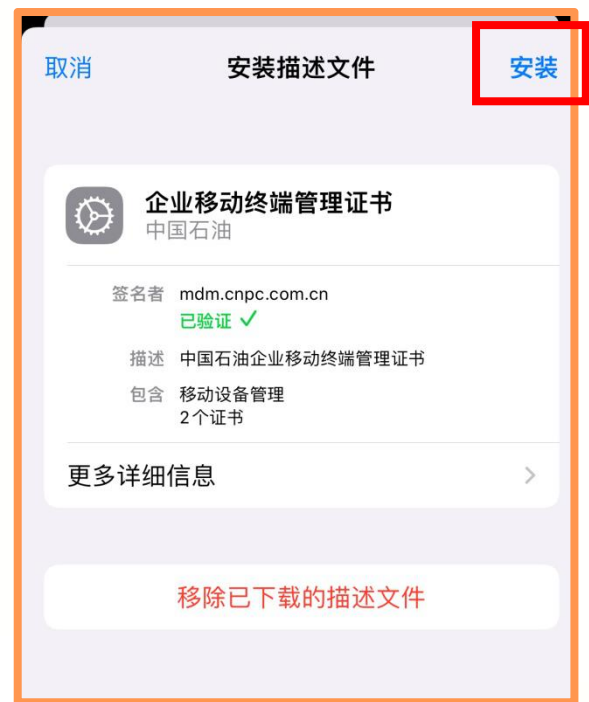 取消 安装描述文件 安装
企业移动终端管理证书
中国石油
签名者 mdm.cnpc.com.cn
已验证 ✓
描述 中国石油企业移动终端管理证书
包含 移动设备管理
2个证书
更多详细信息
移除已下载的描述文件